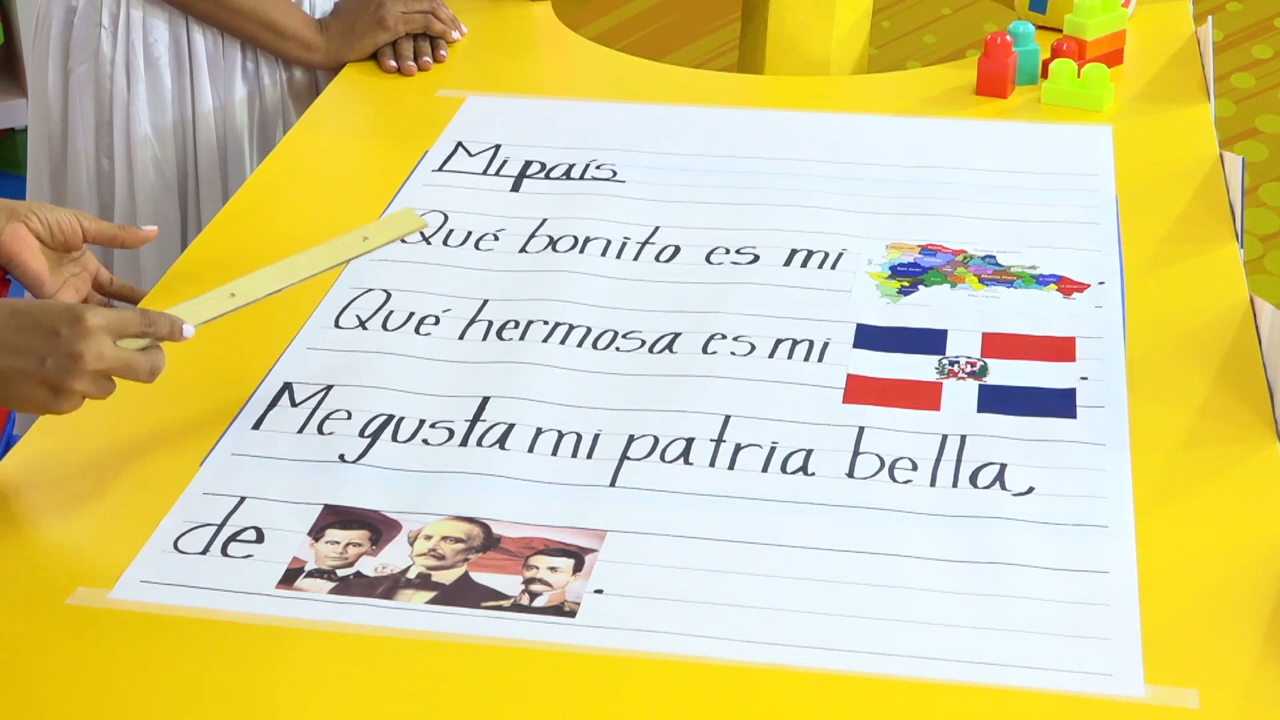 Mi país
Qué bonito es mi
Qué hermosa es mi
Me gusta mi patria bella,
de .